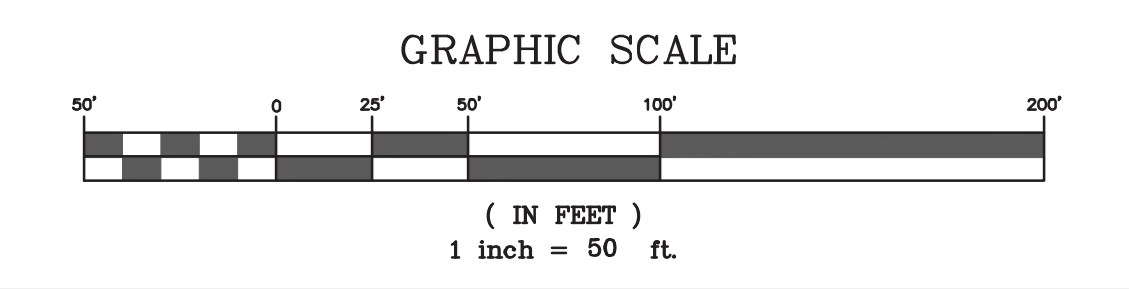 GRAPHIC SCALE
50' 0 25' 50' 100' 200'
( IN FEET )
1 inch = 50 ft.